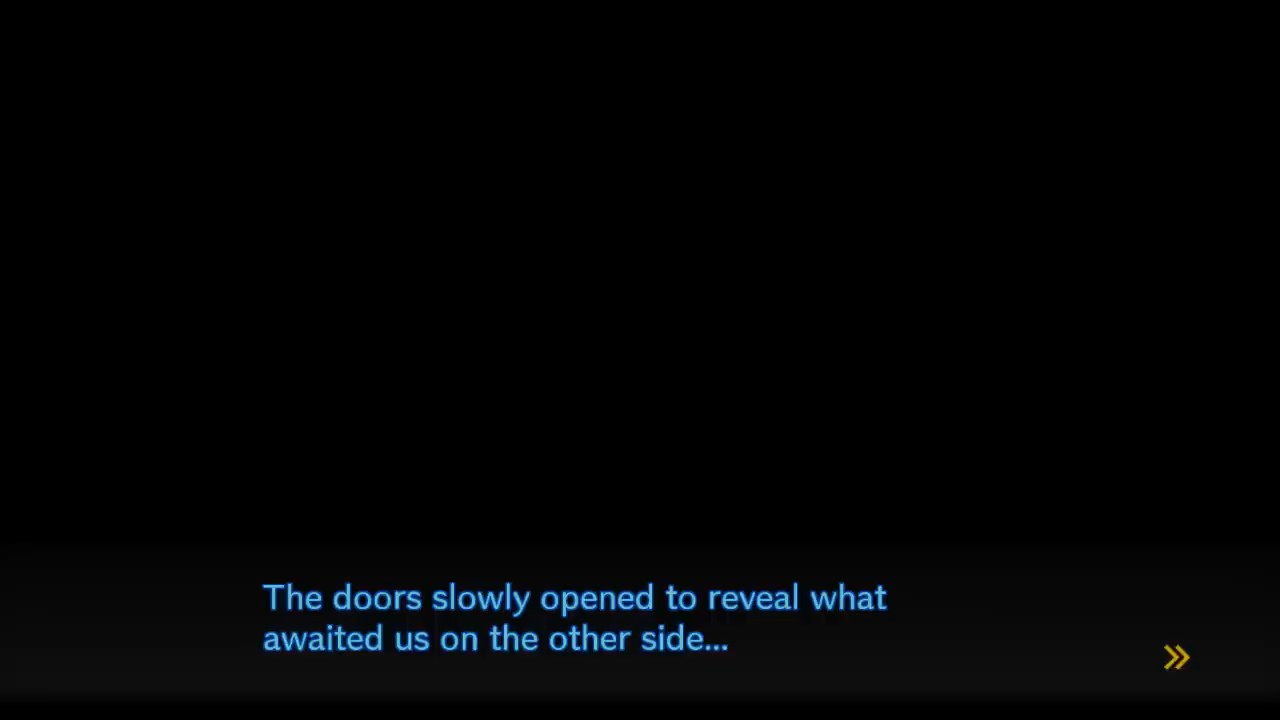 The doors slowly opened to reveal what
awaited us on the other side...